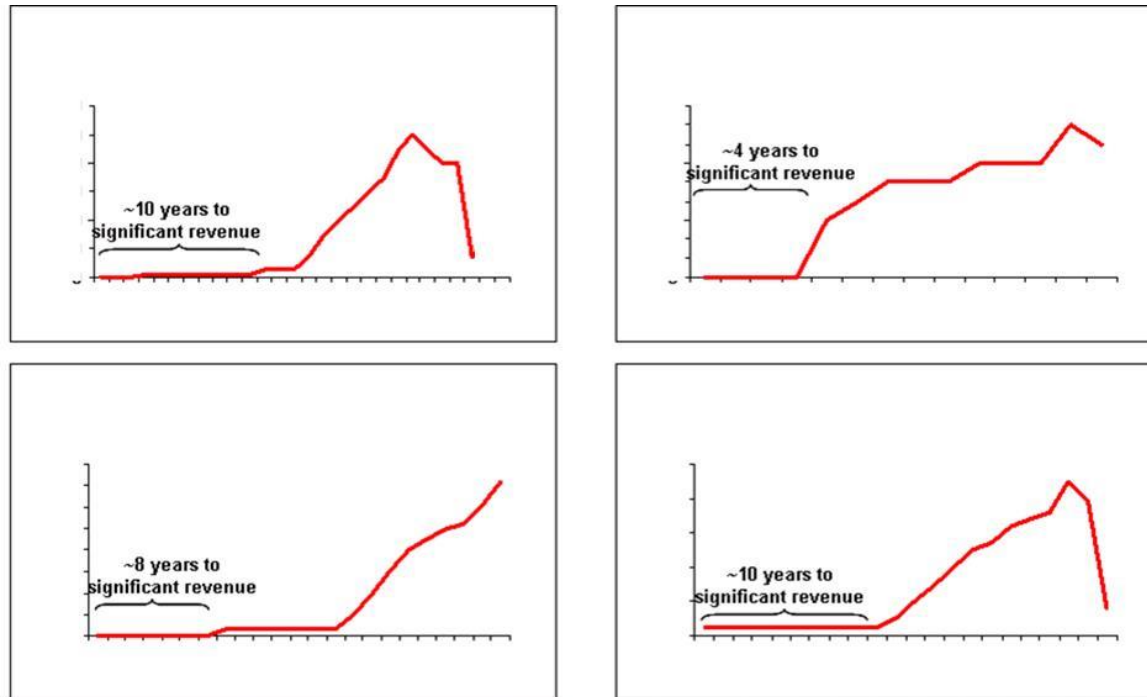 ~10 years to
significant revenue
~4 years to
significant revenue
~8 years to
significant revenue
~10 years to
significant revenue